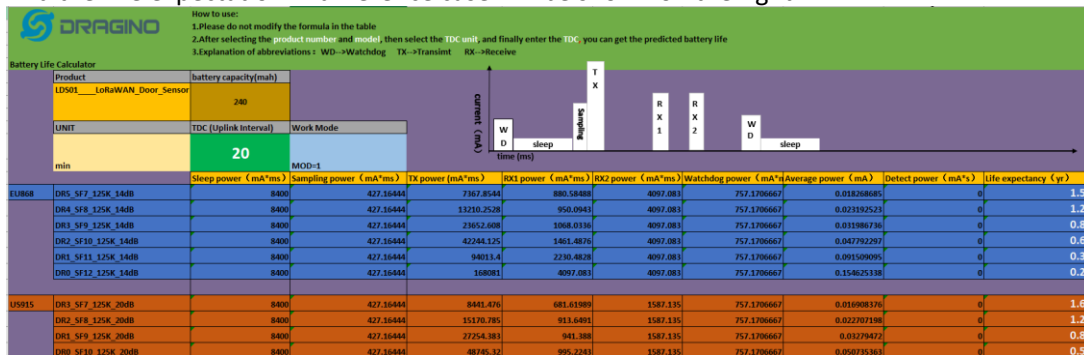 DRAGINO
How to use:
1.Please do not modify the formula in the table
2.After selecting the product number and model, then select the TDC unit, and finally enter the TDC, you can get the predicted battery life
3.Explanation of abbreviations： WD-->Watchdog TX-->Transimt RX-->Receive
Battery Life Calculator
Product battery capacity(mah)
LDS01____LoRaWAN_Door_Sensor 240
UNIT TDC (Uplink Interval) Work Mode
min 20 MOD=1
current (mA)
WD
sleep
Sampling
TX
RX1
RX2
WD
sleep
time (ms)
Sleep power (mA*ms) Sampling power (mA*ms) TX power (mA*ms) RX1 power (mA*ms) RX2 power (mA*ms) Watchdog power (mA*m Average power (mA) Detect power (mA*s) Life expectancy (yr)
EU868 DR5_SF7_125K_14dB 8400 427.16444 7367.8544 880.58488 4097.083 757.1706667 0.018268685 0 1.5
DR4_SF8_125K_14dB 8400 427.16444 13210.2528 950.0943 4097.083 757.1706667 0.023192523 0 1.2
DR3_SF9_125K_14dB 8400 427.16444 23652.608 1068.0336 4097.083 757.1706667 0.031986736 0 0.8
DR2_SF10_125K_14dB 8400 427.16444 42244.125 1461.4876 4097.083 757.1706667 0.047792297 0 0.6
DR1_SF11_125K_14dB 8400 427.16444 94013.4 2230.4828 4097.083 757.1706667 0.091509095 0 0.3
DR0_SF12_125K_14dB 8400 427.16444 168081 4097.083 4097.083 757.1706667 0.154625338 0 0.2
US915 DR3_SF7_125K_20dB 8400 427.16444 8441.476 681.61989 1587.135 757.1706667 0.016908376 0 1.6
DR2_SF8_125K_20dB 8400 427.16444 15170.785 913.6491 1587.135 757.1706667 0.022707198 0 1.2
DR1_SF9_125K_20dB 8400 427.16444 27254.383 941.388 1587.135 757.1706667 0.03279472 0 0.8
DR0_SF10_125K_20dB 8400 427.16444 48745.32 995.2243 1587.135 757.1706667 0.050735363 0 0.5